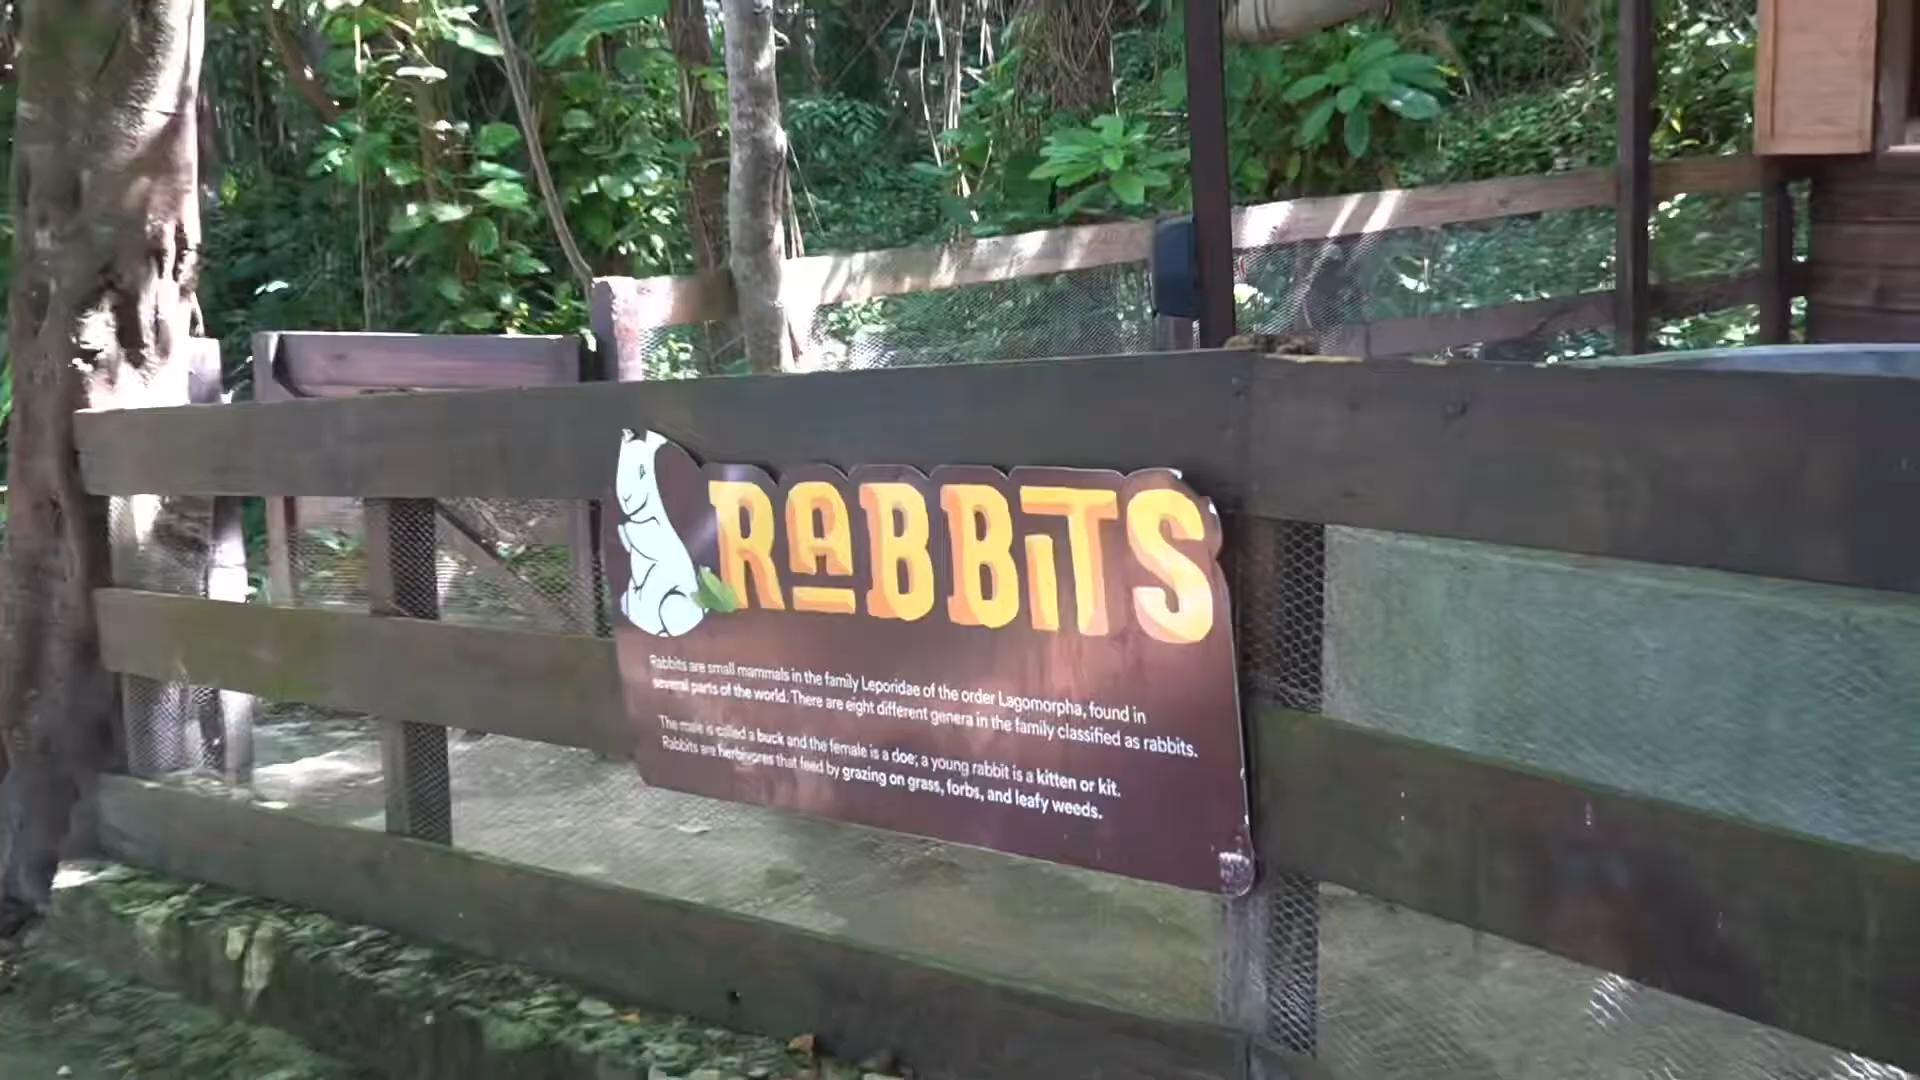 RABBITS
Rabbits are small mammals in the family Leporidae of the order Lagomorpha, found in
several parts of the world. There are eight different genera in the family classified as rabbits.
The male is called a buck and the female is a doe; a young rabbit is a kitten or kit.
Rabbits are herbivores that feed by grazing on grass, forbs, and leafy weeds.